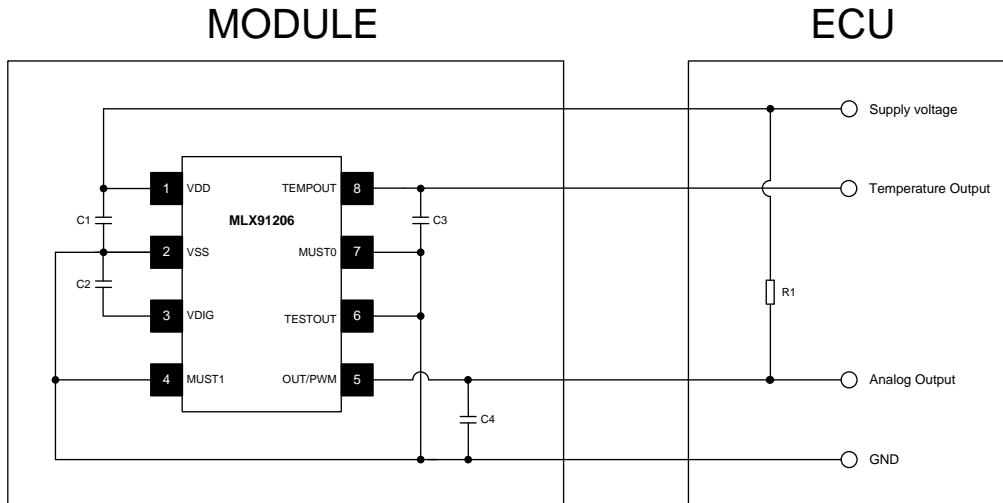 MODULE
ECU
Supply voltage
1 VDD TEMPOUT 8
Temperature Output
MLX91206
C1
C3
2 VSS MUST0 7
C2
R1
3 VDIG TESTOUT 6
4 MUST1 OUT/PWM 5
Analog Output
C4
GND